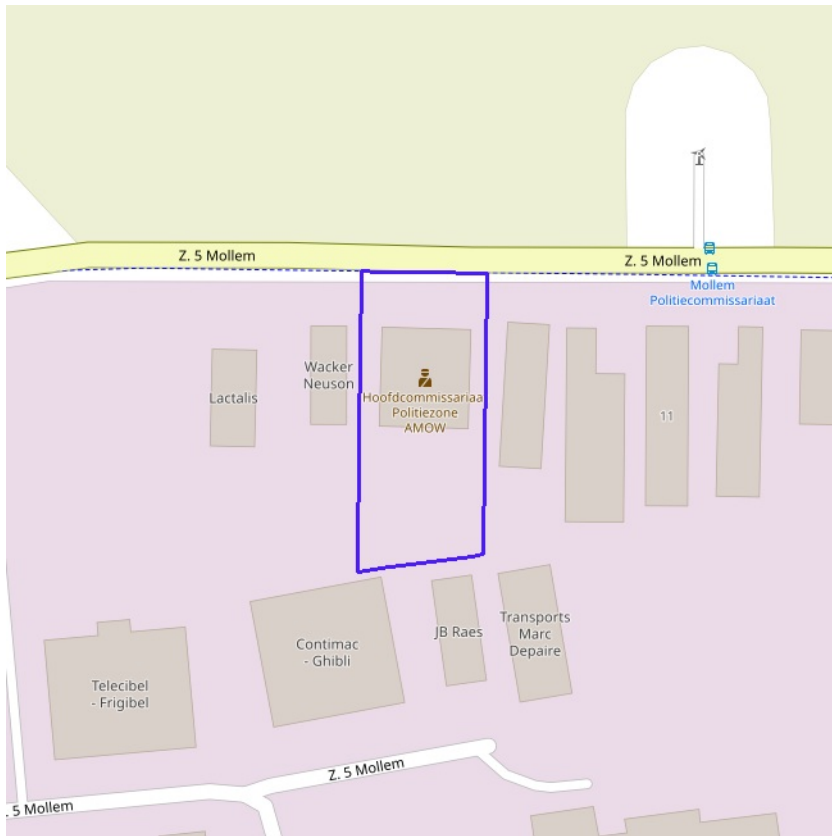 Z. 5 Mollem
Z. 5 Mollem
Mollem
Politiecommissariaat
Wacker
Neuson
Lactalis
Hoofdcommissariaa
Politiezone
AMOW
11
Contimac
- Ghibli
JB Raes
Transports
Marc
Depaire
Telecibel
- Frigibel
Z. 5 Mollem
. 5 Mollem